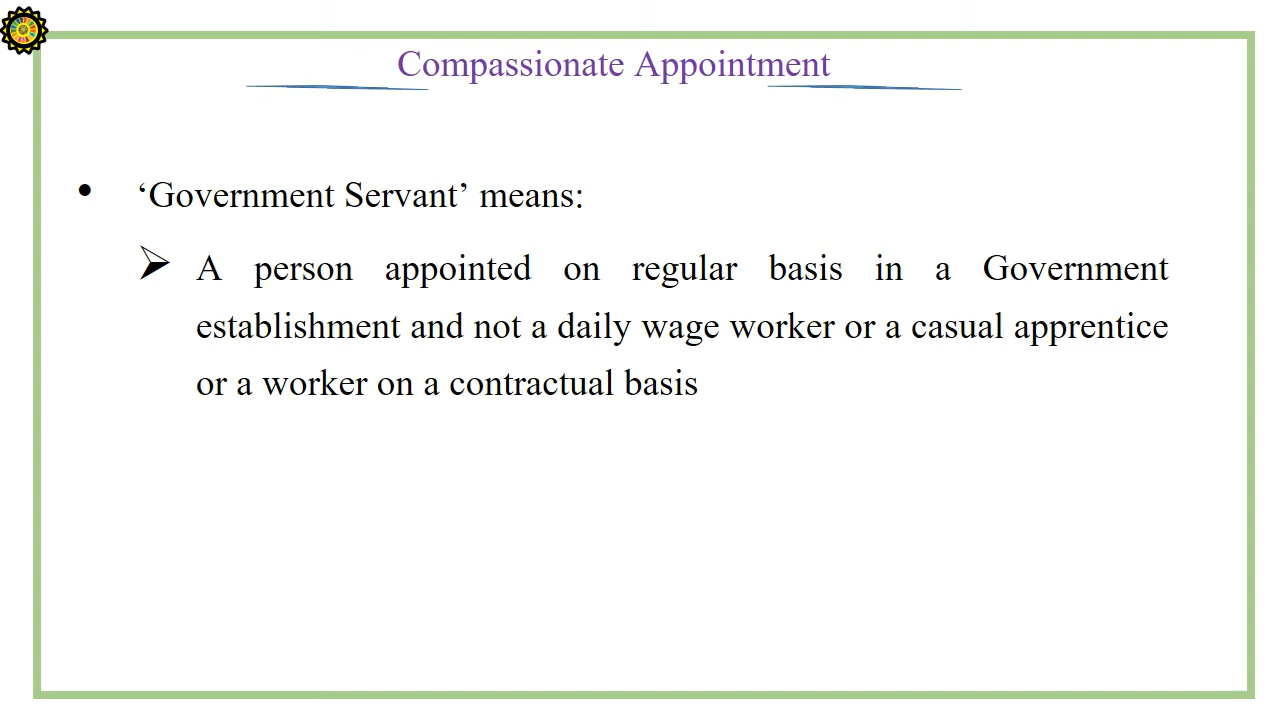 Compassionate Appointment
• ‘Government Servant’ means:
➢ A person appointed on regular basis in a Government
establishment and not a daily wage worker or a casual apprentice
or a worker on a contractual basis